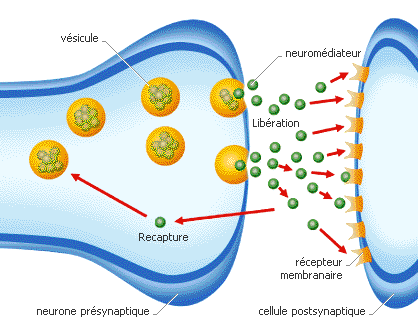 vésicule
neuromédiateur
Libération
Recapture
récepteur
membranaire
neurone présynaptique
cellule postsynaptique